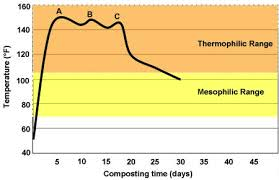 160
140
120
100
80
60
40
Temperature (°F)
A
B
C
Thermophilic Range
Mesophilic Range
5 10 15 20 25 30 35 40 45
Composting time (days)